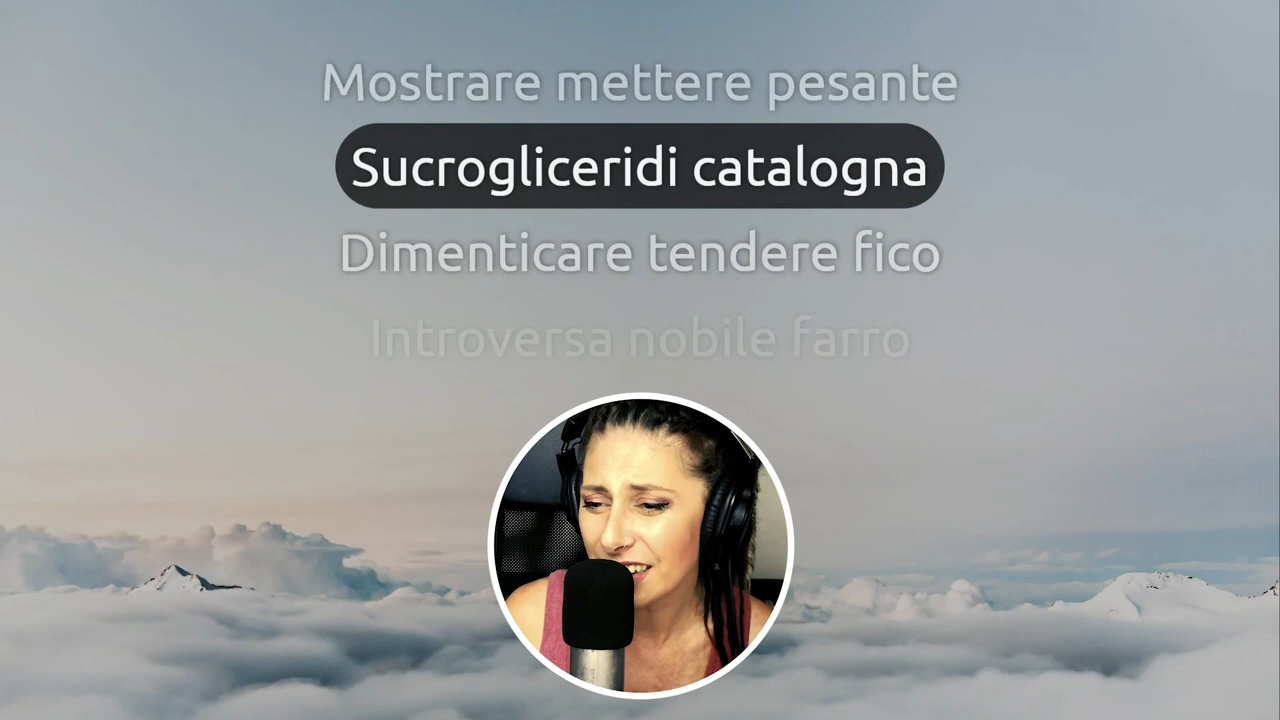 Mostrare mettere pesante
Sucrogliceridi catalogna
Dimenticare tendere fico
Introversa nobile farro